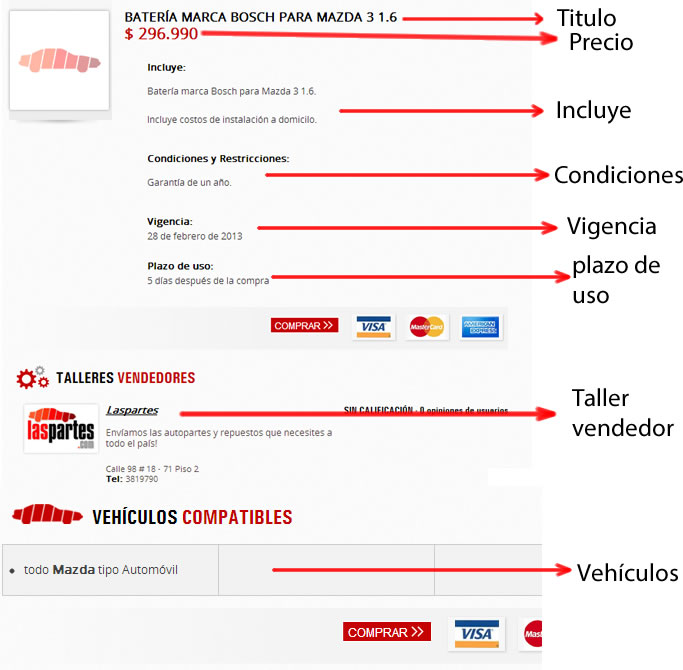 BATERÍA MARCA BOSCH PARA MAZDA 3 1.6
Titulo
$ 296.990
Precio
Incluye:
Batería marca Bosch para Mazda 3 1.6.
Incluye costos de instalación a domicilo.
Incluye
Condiciones y Restricciones:
Garantía de un año.
Condiciones
Vigencia:
28 de febrero de 2013
Vigencia
Plazo de uso:
5 días después de la compra
plazo de
uso
COMPRAR >>
VISA
MasterCard
AMERICAN
EXPRESS
TALLERES VENDEDORES
laspartes
.com
Laspartes
SIN CALIFICACIÓN - 0 opiniones de usuarios
Envíamos las autopartes y repuestos que necesites a
todo el país!
Calle 98 # 18 - 71 Piso 2
Tel: 3819790
Taller
vendedor
VEHÍCULOS COMPATIBLES
• todo Mazda tipo Automóvil
Vehículos
COMPRAR >>
VISA
Mas